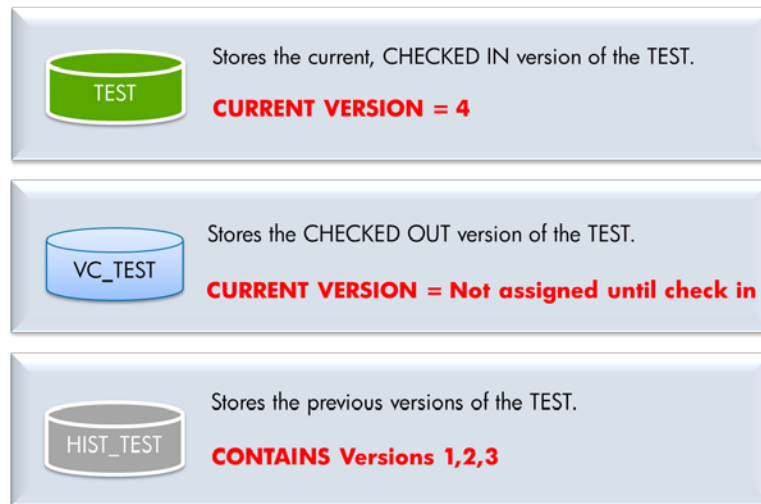 TEST
Stores the current, CHECKED IN version of the TEST.
CURRENT VERSION = 4
VC_TEST
Stores the CHECKED OUT version of the TEST.
CURRENT VERSION = Not assigned until check in
HIST_TEST
Stores the previous versions of the TEST.
CONTAINS Versions 1,2,3